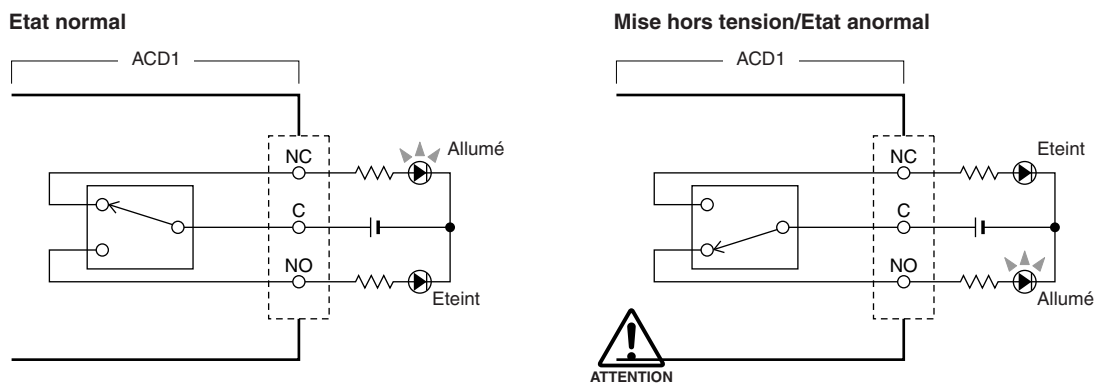 Etat normal
ACD1
NC
Allumé
C
NO
Eteint
Mise hors tension/Etat anormal
ACD1
NC
Eteint
C
NO
Allumé
ATTENTION